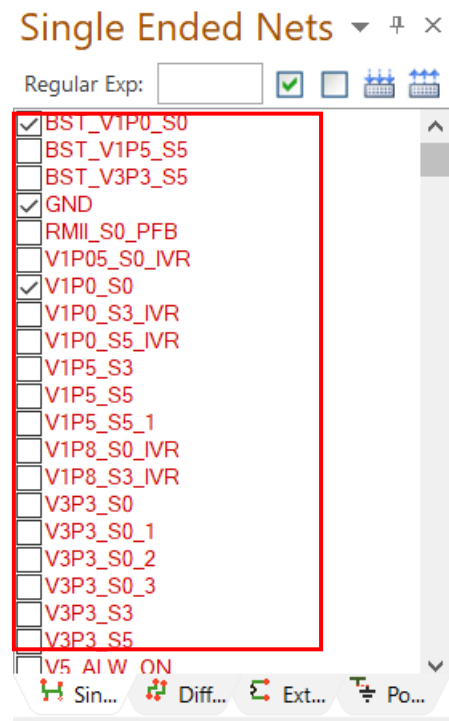 Single Ended Nets
Regular Exp:
BST_V1P0_S0
BST_V1P5_S5
BST_V3P3_S5
GND
RMII_S0_PFB
V1P05_S0_IVR
V1P0_S0
V1P0_S3_IVR
V1P0_S5_IVR
V1P5_S3
V1P5_S5
V1P5_S5_1
V1P8_S0_IVR
V1P8_S3_IVR
V3P3_S0
V3P3_S0_1
V3P3_S0_2
V3P3_S0_3
V3P3_S3
V3P3_S5
V5_ALW_ON
Sin... Diff... Ext... Po...